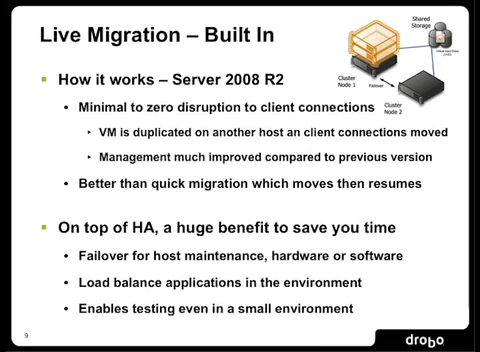 Live Migration – Built In
Shared
Storage
Cluster
Node 1
Failover
Cluster
Node 2
How it works – Server 2008 R2
Minimal to zero disruption to client connections
VM is duplicated on another host an client connections moved
Management much improved compared to previous version
Better than quick migration which moves then resumes
On top of HA, a huge benefit to save you time
Failover for host maintenance, hardware or software
Load balance applications in the environment
Enables testing even in a small environment
9
drobo